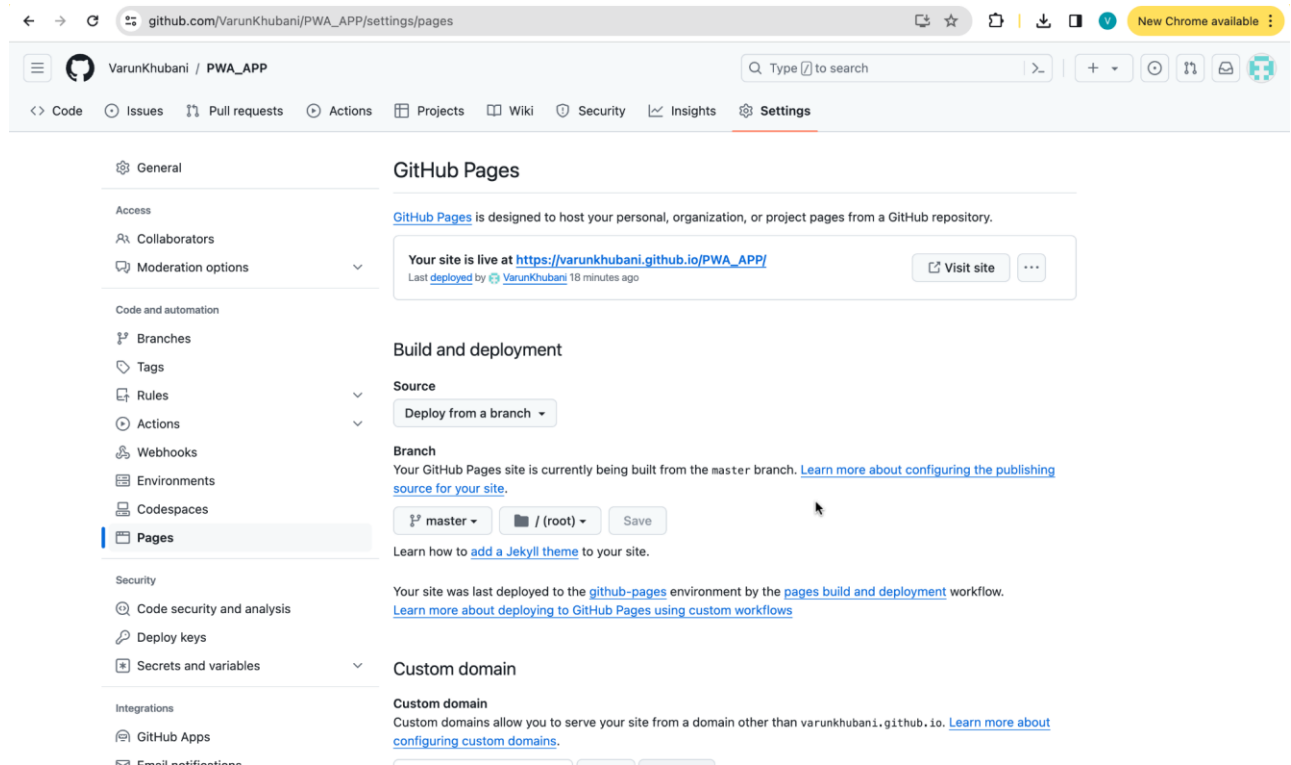 github.com/VarunKhubani/PWA_APP/settings/pages
V
New Chrome available
VarunKhubani / PWA_APP
Type / to search
Code
Issues
Pull requests
Actions
Projects
Wiki
Security
Insights
Settings
General
Access
Collaborators
Moderation options
Code and automation
Branches
Tags
Rules
Actions
Webhooks
Environments
Codespaces
Pages
Security
Code security and analysis
Deploy keys
Secrets and variables
Integrations
GitHub Apps
Email notifications
GitHub Pages
GitHub Pages is designed to host your personal, organization, or project pages from a GitHub repository.
Your site is live at https://varunkhubani.github.io/PWA_APP/
Last deployed by VarunKhubani 18 minutes ago
Visit site
Build and deployment
Source
Deploy from a branch
Branch
Your GitHub Pages site is currently being built from the master branch. Learn more about configuring the publishing
source for your site.
master
/ (root)
Save
Learn how to add a Jekyll theme to your site.
Your site was last deployed to the github-pages environment by the pages build and deployment workflow.
Learn more about deploying to GitHub Pages using custom workflows
Custom domain
Custom domain
Custom domains allow you to serve your site from a domain other than varunkhubani.github.io. Learn more about
configuring custom domains.